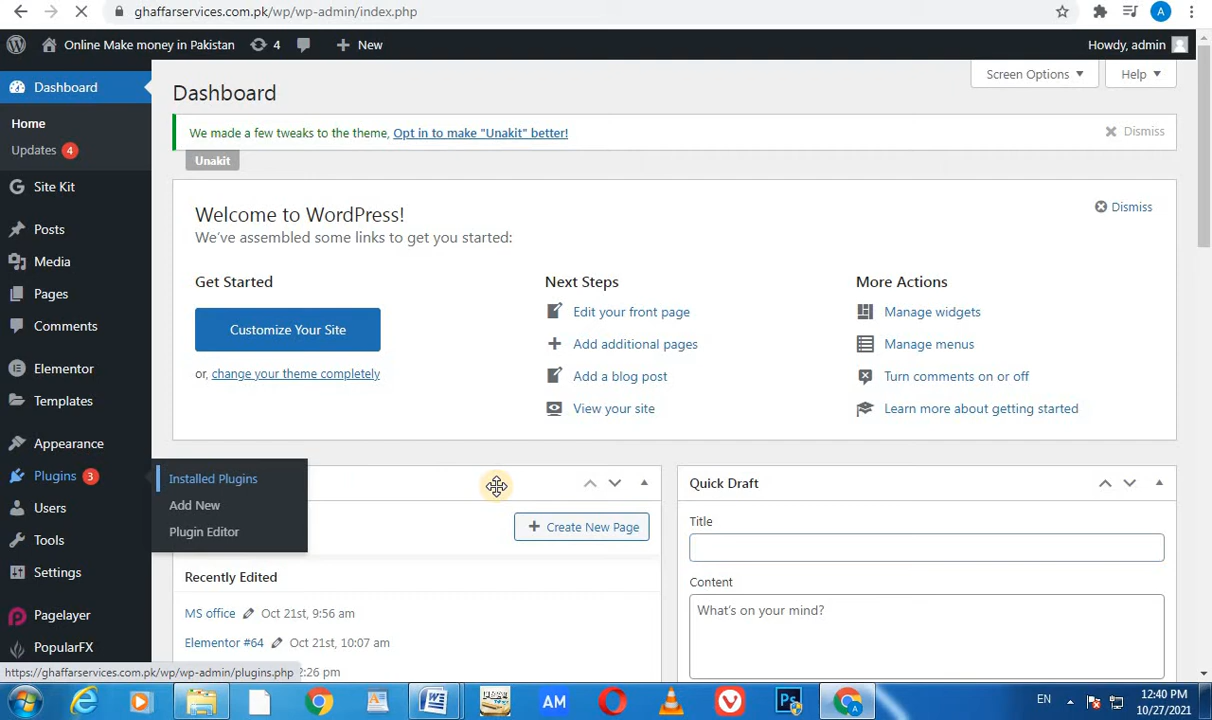 ghaffarservices.com.pk/wp/wp-admin/index.php
Online Make money in Pakistan
4
New
Howdy, admin
A
Dashboard
Home
Updates 4
Site Kit
Posts
Media
Pages
Comments
Elementor
Templates
Appearance
Plugins 3
Users
Tools
Settings
Pagelayer
PopularFX
Installed Plugins
Add New
Plugin Editor
Screen Options
Help
Dashboard
We made a few tweaks to the theme, Opt in to make "Unakit" better!
Dismiss
Unakit
Welcome to WordPress!
We've assembled some links to get you started:
Dismiss
Get Started
Customize Your Site
or, change your theme completely
Next Steps
Edit your front page
Add additional pages
Add a blog post
View your site
More Actions
Manage widgets
Manage menus
Turn comments on or off
Learn more about getting started
Create New Page
Recently Edited
MS office Oct 21st, 9:56 am
Elementor #64 Oct 21st, 10:07 am
2:26 pm
Quick Draft
Title
Content
What's on your mind?
https://ghaffarservices.com.pk/wp/wp-admin/plugins.php
AM
Ps
EN
12:40 PM
10/27/2021